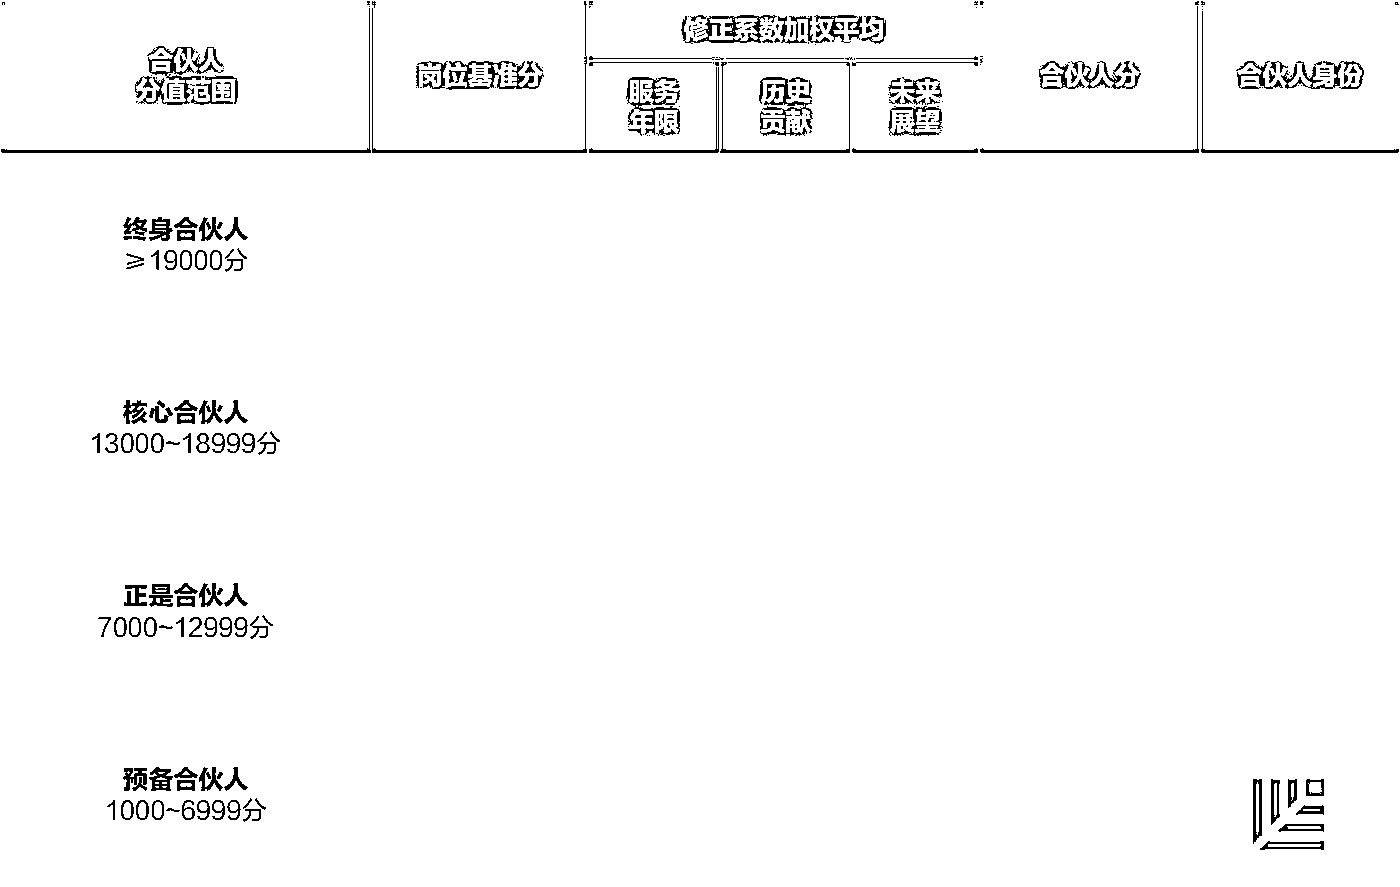 合伙人
分值范围
岗位基准分
修正系数加权平均
服务
年限
历史
贡献
未来
展望
合伙人分
合伙人身份
终身合伙人
≥19000分
核心合伙人
13000~18999分
正是合伙人
7000~12999分
预备合伙人
1000~6999分